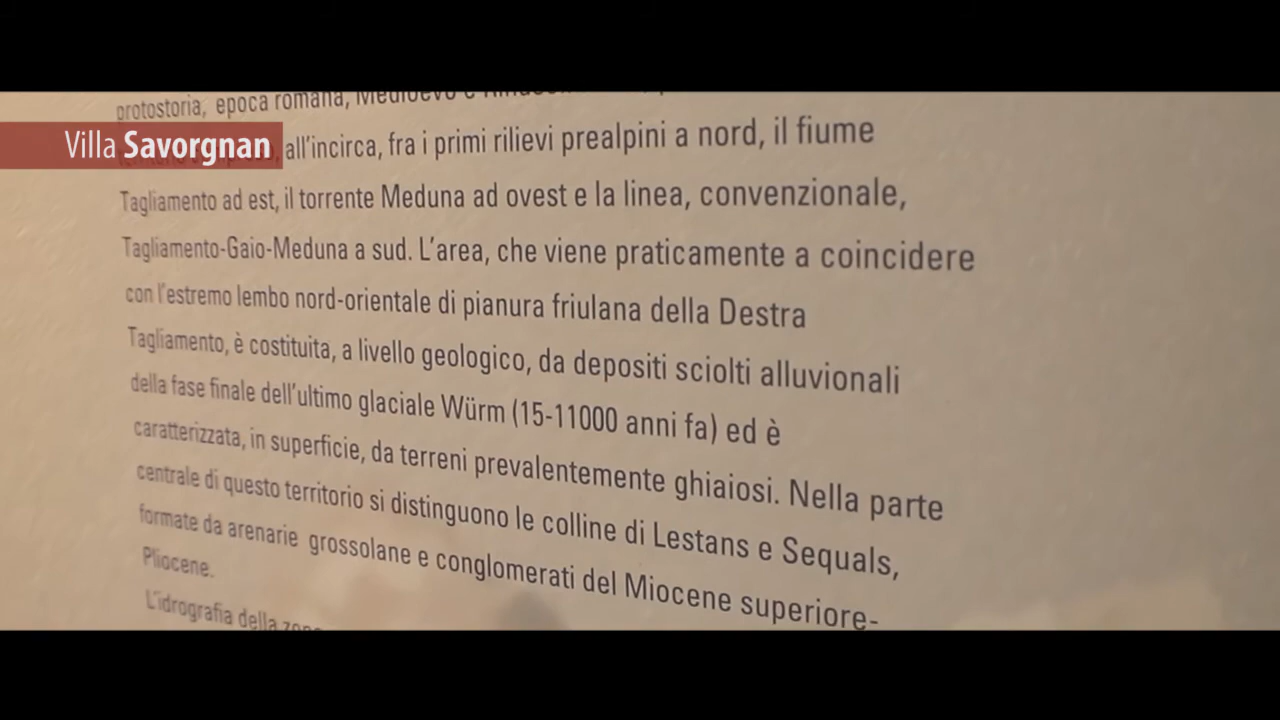 protostoria, epoca romana, Medioevo e
Villa Savorgnan
all'incirca, fra i primi rilievi prealpini a nord, il fiume
Tagliamento ad est, il torrente Meduna ad ovest e la linea, convenzionale,
Tagliamento-Gaio-Meduna a sud. L'area, che viene praticamente a coincidere
con l'estremo lembo nord-orientale di pianura friulana della Destra
Tagliamento, è costituita, a livello geologico, da depositi sciolti alluvionali
della fase finale dell'ultimo glaciale Würm (15-11000 anni fa) ed è
caratterizzata, in superficie, da terreni prevalentemente ghiaiosi. Nella parte
centrale di questo territorio si distinguono le colline di Lestans e Sequals,
formate da arenarie grossolane e conglomerati del Miocene superiore-
Pliocene.
L'idrografia della